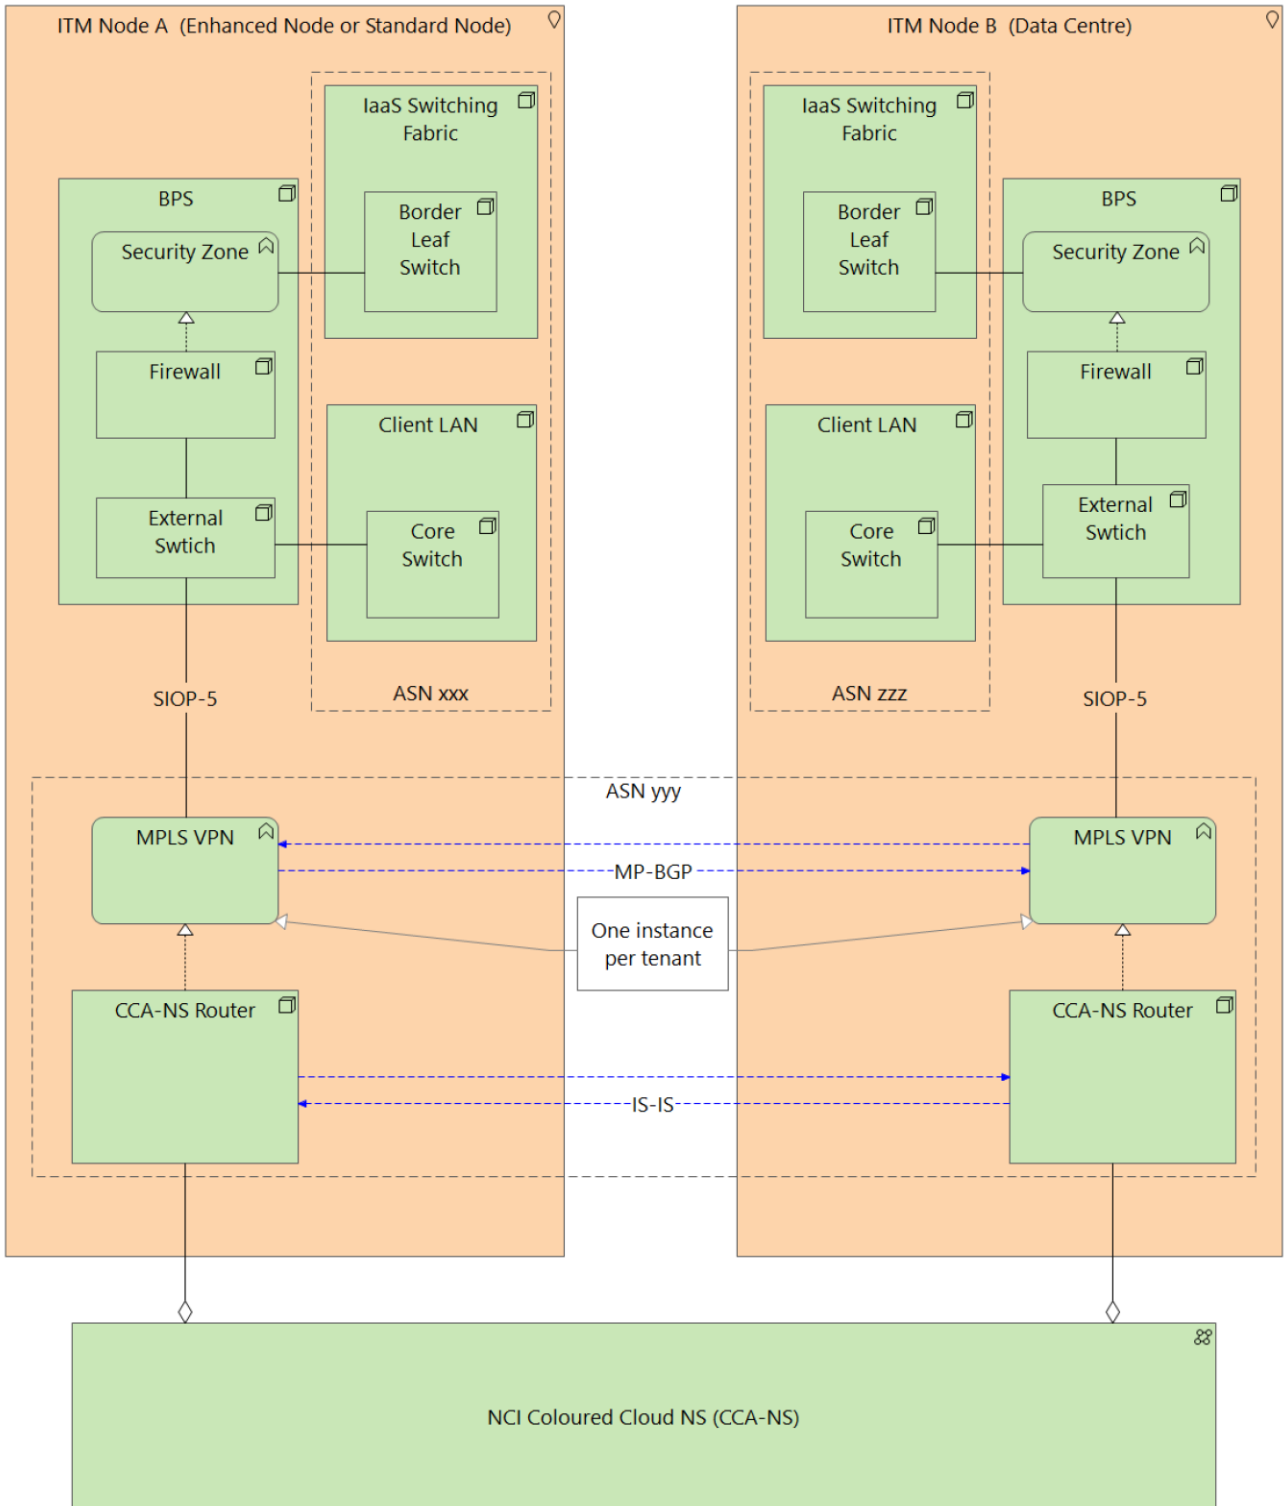 ITM Node A  (Enhanced Node or Standard Node)
IaaS Switching
Fabric
BPS
Border
Leaf
Switch
Security Zone
Firewall
Client LAN
External
Swtich
Core
Switch
SIOP-5
ASN xxx
ITM Node B  (Data Centre)
IaaS Switching
Fabric
BPS
Border
Leaf
Switch
Security Zone
Firewall
Client LAN
External
Swtich
Core
Switch
ASN zzz
SIOP-5
ASN yyy
MPLS VPN
MPLS VPN
MP-BGP
One instance
per tenant
CCA-NS Router
CCA-NS Router
IS-IS
NCI Coloured Cloud NS (CCA-NS)